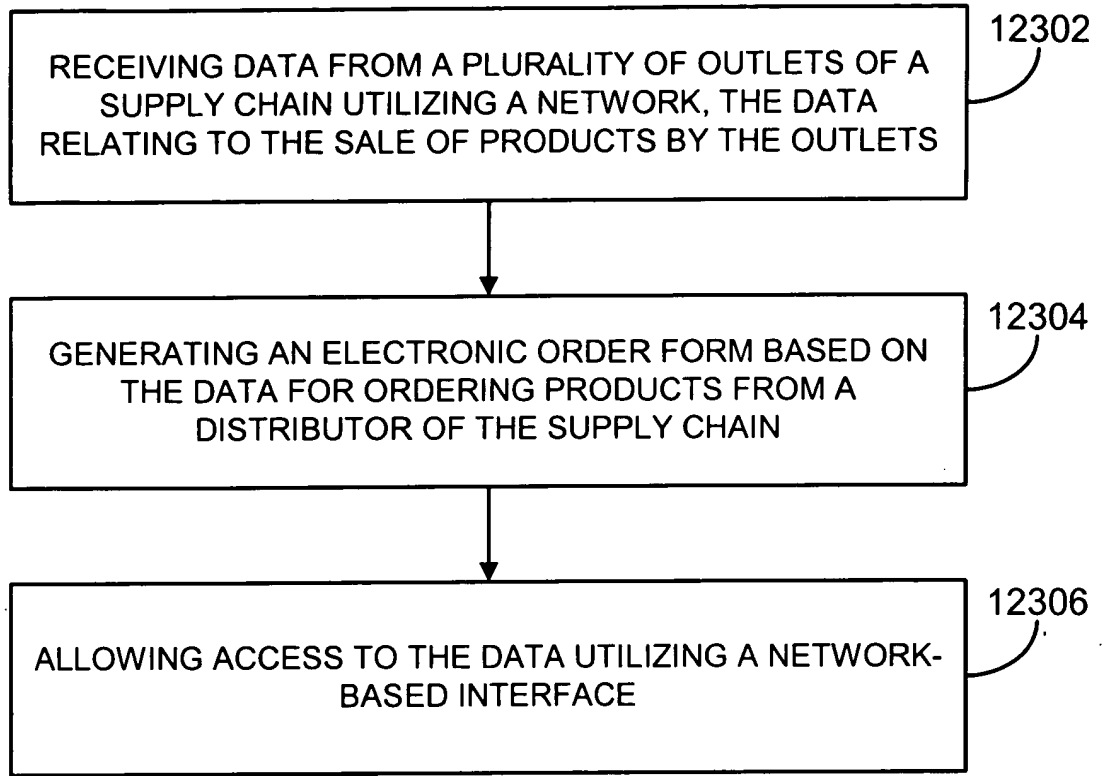 12302
RECEIVING DATA FROM A PLURALITY OF OUTLETS OF A
SUPPLY CHAIN UTILIZING A NETWORK, THE DATA
RELATING TO THE SALE OF PRODUCTS BY THE OUTLETS
12304
GENERATING AN ELECTRONIC ORDER FORM BASED ON
THE DATA FOR ORDERING PRODUCTS FROM A
DISTRIBUTOR OF THE SUPPLY CHAIN
12306
ALLOWING ACCESS TO THE DATA UTILIZING A NETWORK-
BASED INTERFACE